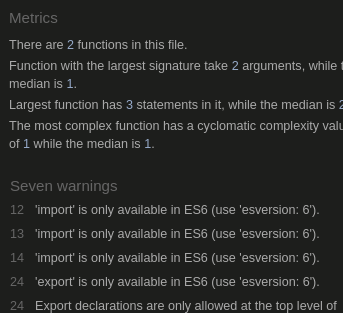 Metrics
There are 2 functions in this file.
Function with the largest signature take 2 arguments, while
median is 1.
Largest function has 3 statements in it, while the median is 2
The most complex function has a cyclomatic complexity
of 1 while the median is 1.
Seven warnings
12 'import' is only available in ES6 (use 'esversion: 6').
13 'import' is only available in ES6 (use 'esversion: 6').
14 'import' is only available in ES6 (use 'esversion: 6').
24 'export' is only available in ES6 (use 'esversion: 6').
24 Export declarations are only allowed at the top level of